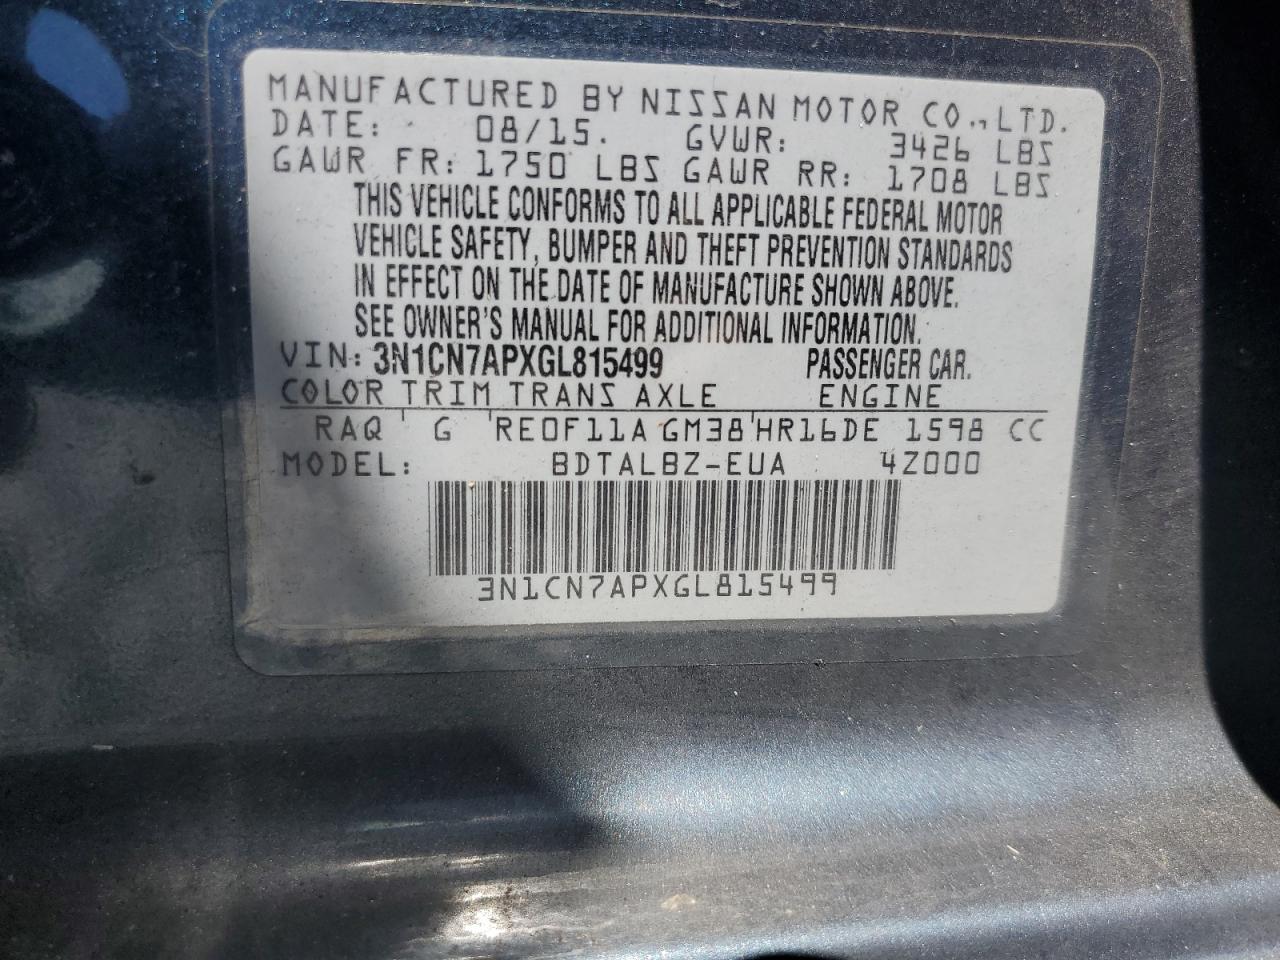 MANUFACTURED BY NISSAN MOTOR CO., LTD.
DATE: 08/15. GVWR: 3426 LBS
GAWR FR: 1750 LBS GAWR RR: 1708 LBS
THIS VEHICLE CONFORMS TO ALL APPLICABLE FEDERAL MOTOR
VEHICLE SAFETY, BUMPER AND THEFT PREVENTION STANDARDS
IN EFFECT ON THE DATE OF MANUFACTURE SHOWN ABOVE.
SEE OWNER'S MANUAL FOR ADDITIONAL INFORMATION.
VIN: 3N1CN7APXGL815499 PASSENGER CAR.
COLOR TRIM TRANS AXLE ENGINE
RAQ G RE0F11A GM38 HR16DE 1598 CC
MODEL: BDTALBZ-EUA 4Z000
3N1CN7APXGL815499